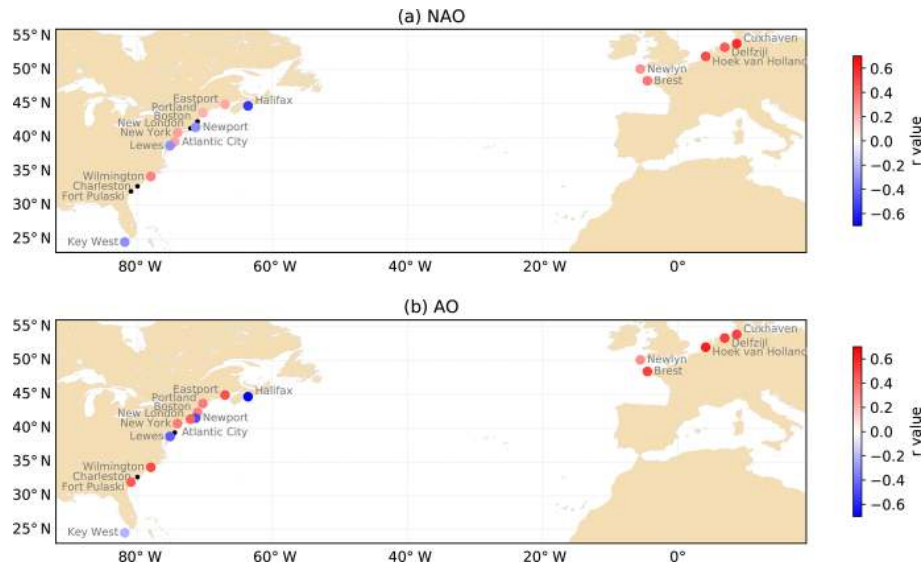 (a) NAO
55° N
50° N
45° N
40° N
35° N
30° N
25° N
Cuxhaven
Delfzijl
Hoek van Holland
Newlyn
Brest
Eastport
Halifax
Portland
Boston
New London
Newport
New York
Atlantic City
Lewes
Wilmington
Charleston
Fort Pulaski
Key West
80° W
60° W
40° W
20° W
0°
0.6
0.4
0.2
0.0
−0.2
−0.4
−0.6
r value
(b) AO
55° N
50° N
45° N
40° N
35° N
30° N
25° N
Cuxhaven
Delfzijl
Hoek van Holland
Newlyn
Brest
Eastport
Halifax
Portland
Boston
New London
Newport
New York
Atlantic City
Lewes
Wilmington
Charleston
Fort Pulaski
Key West
80° W
60° W
40° W
20° W
0°
0.6
0.4
0.2
0.0
−0.2
−0.4
−0.6
r value